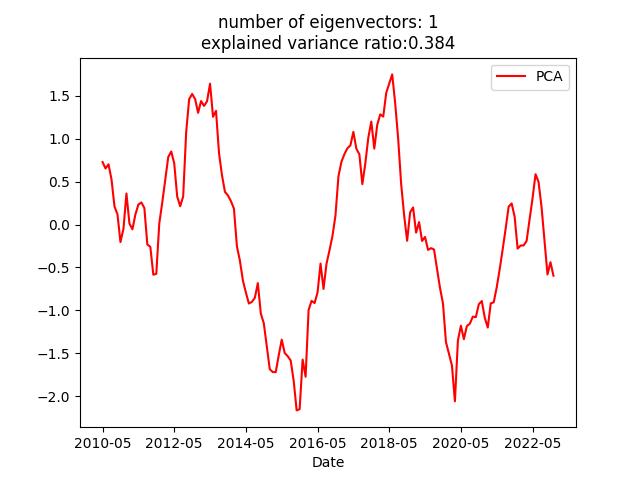 number of eigenvectors: 1
explained variance ratio:0.384
PCA
1.5
1.0
0.5
0.0
−0.5
−1.0
−1.5
−2.0
2010-05 2012-05 2014-05 2016-05 2018-05 2020-05 2022-05
Date